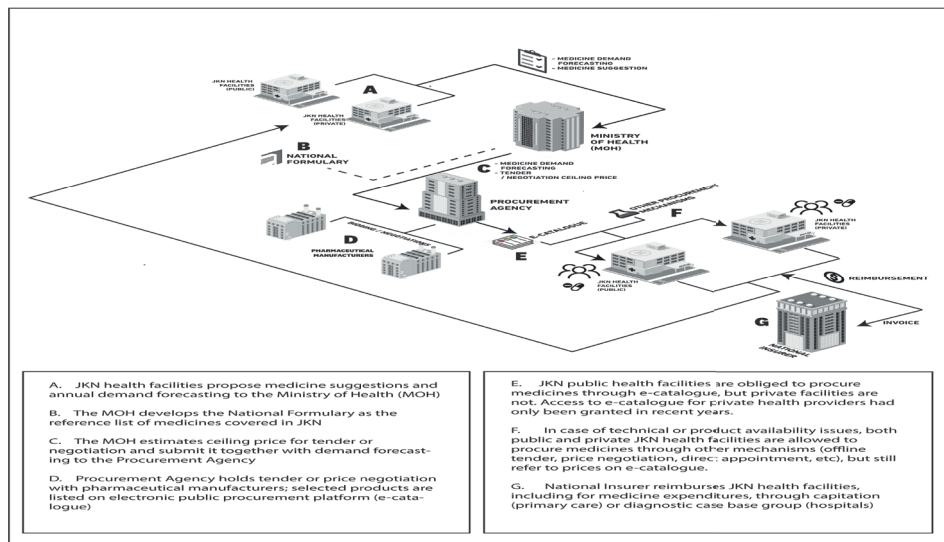 JKN HEALTH
FACILITIES
(PUBLIC)
A
JKN HEALTH
FACILITIES
(PRIVATE)
- MEDICINE DEMAND
FORECASTING
- MEDICINE SUGGESTION
MINISTRY
OF HEALTH
(MOH)
B
NATIONAL
FORMULARY
C
- MEDICINE DEMAND
FORECASTING
- TENDER
/ NEGOTIATION CEILING PRICE
PROCUREMENT
AGENCY
D
BIDDING / NEGOTIATIONS
PHARMACEUTICAL
MANUFACTURERS
E-CATALOGUE
E
OTHER PROCUREMENT
MECHANISMS
F
JKN HEALTH
FACILITIES
(PRIVATE)
JKN HEALTH
FACILITIES
(PUBLIC)
REIMBURSEMENT
G
INVOICE
NATIONAL
INSURER
A. JKN health facilities propose medicine suggestions and
annual demand forecasting to the Ministry of Health (MOH)
B. The MOH develops the National Formulary as the
reference list of medicines covered in JKN
C. The MOH estimates ceiling price for tender or
negotiation and submit it together with demand forecast-
ing to the Procurement Agency
D. Procurement Agency holds tender or price negotiation
with pharmaceutical manufacturers; selected products are
listed on electronic public procurement platform (e-cata-
logue)
E. JKN public health facilities are obliged to procure
medicines through e-catalogue, but private facilities are
not. Access to e-catalogue for private health providers had
only been granted in recent years.
F. In case of technical or product availability issues, both
public and private JKN health facilities are allowed to
procure medicines through other mechanisms (offline
tender, price negotiation, direct appointment, etc), but still
refer to prices on e-catalogue.
G. National Insurer reimburses JKN health facilities,
including for medicine expenditures, through capitation
(primary care) or diagnostic case base group (hospitals)